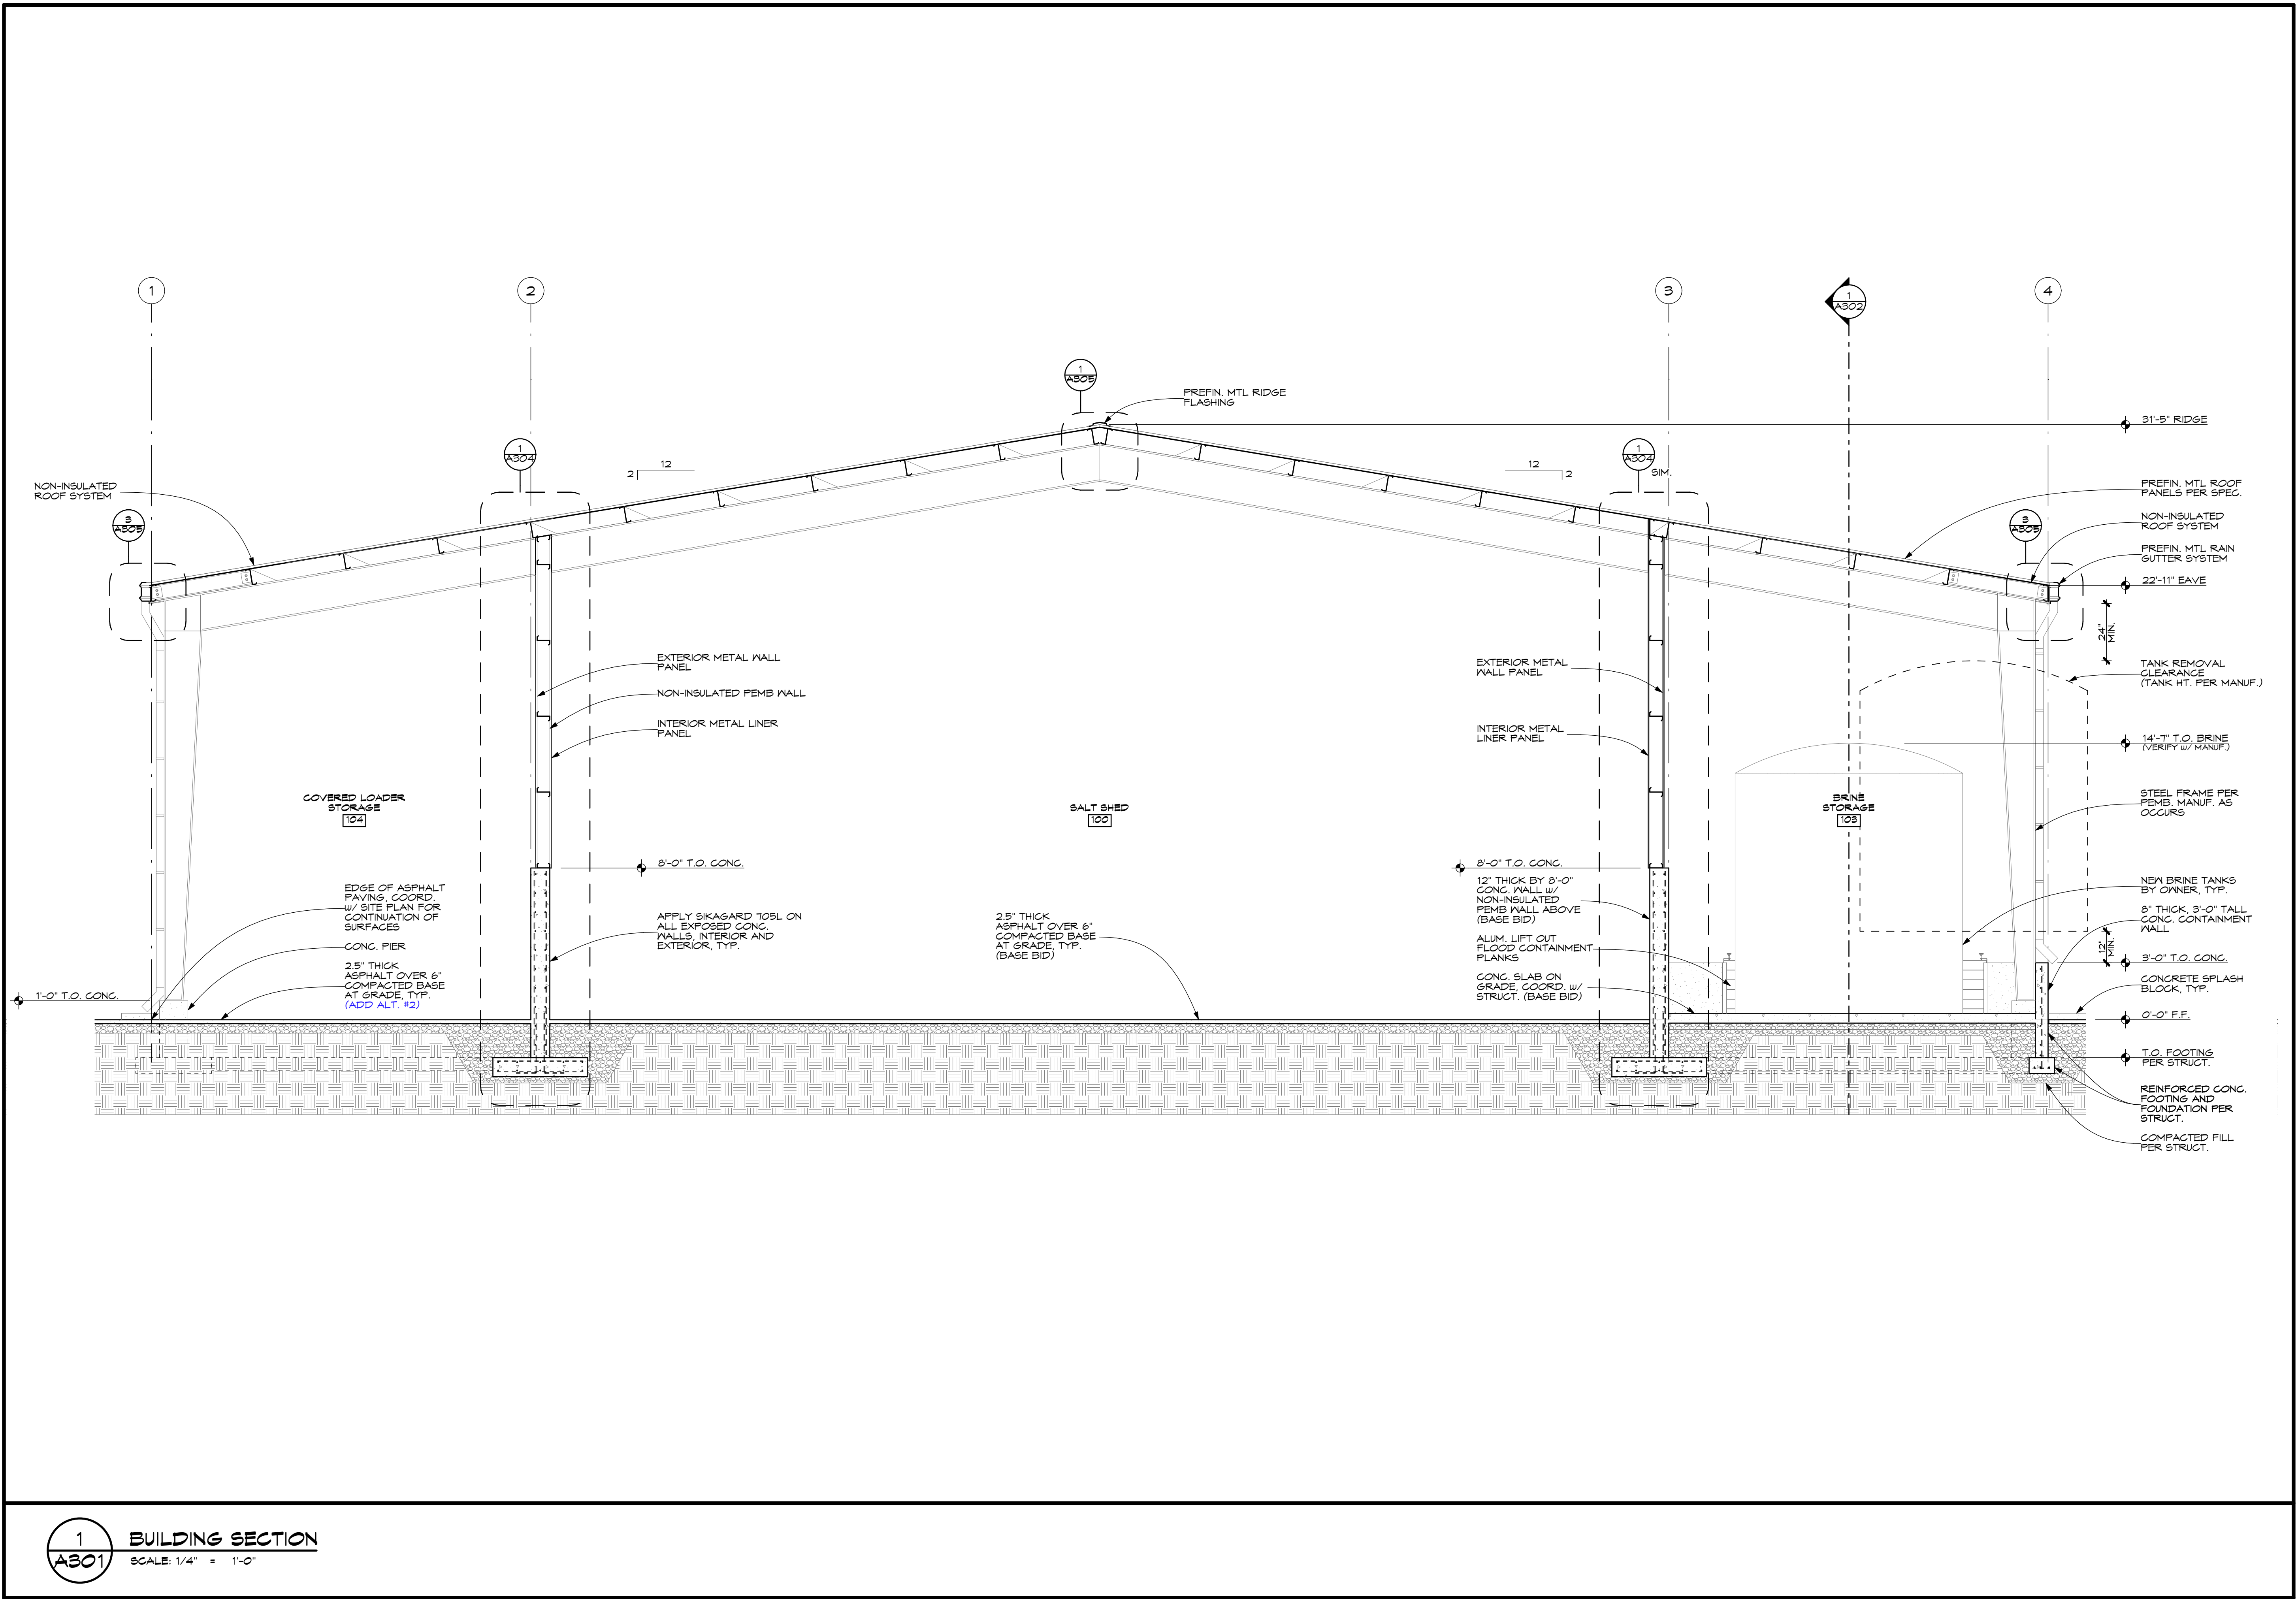 1
2
3
1
A302
4
1
A305
PREFIN. MTL RIDGE
FLASHING
31'-5" RIDGE
1
A304
12
2
12
2
1
A304
SIM.
NON-INSULATED
ROOF SYSTEM
3
A305
PREFIN. MTL ROOF
PANELS PER SPEC.
NON-INSULATED
ROOF SYSTEM
3
A305
PREFIN. MTL RAIN
GUTTER SYSTEM
22'-11" EAVE
24"
MIN.
EXTERIOR METAL WALL
PANEL
NON-INSULATED PEMB WALL
INTERIOR METAL LINER
PANEL
EXTERIOR METAL
WALL PANEL
INTERIOR METAL
LINER PANEL
TANK REMOVAL
CLEARANCE
(TANK HT. PER MANUF.)
14'-7" T.O. BRINE
(VERIFY W/ MANUF.)
COVERED LOADER
STORAGE
104
SALT SHED
100
BRINE
STORAGE
103
STEEL FRAME PER
PEMB. MANUF. AS
OCCURS
8'-0" T.O. CONC.
8'-0" T.O. CONC.
EDGE OF ASPHALT
PAVING, COORD.
W/ SITE PLAN FOR
CONTINUATION OF
SURFACES
CONC. PIER
2.5" THICK
ASPHALT OVER 6"
COMPACTED BASE
AT GRADE, TYP.
(ADD ALT. #2)
1'-0" T.O. CONC.
APPLY SIKAGARD 705L ON
ALL EXPOSED CONC.
WALLS, INTERIOR AND
EXTERIOR, TYP.
2.5" THICK
ASPHALT OVER 6"
COMPACTED BASE
AT GRADE, TYP.
(BASE BID)
12" THICK BY 8'-0"
CONC. WALL W/
NON-INSULATED
PEMB WALL ABOVE
(BASE BID)
ALUM. LIFT OUT
FLOOD CONTAINMENT
PLANKS
CONC. SLAB ON
GRADE, COORD. W/
STRUCT. (BASE BID)
NEW BRINE TANKS
BY OWNER, TYP.
8" THICK, 3'-0" TALL
CONC. CONTAINMENT
WALL
12"
MIN.
3'-0" T.O. CONC.
CONCRETE SPLASH
BLOCK, TYP.
0'-0" F.F.
T.O. FOOTING
PER STRUCT.
REINFORCED CONC.
FOOTING AND
FOUNDATION PER
STRUCT.
COMPACTED FILL
PER STRUCT.
1
A301
BUILDING SECTION
SCALE: 1/4" = 1'-0"